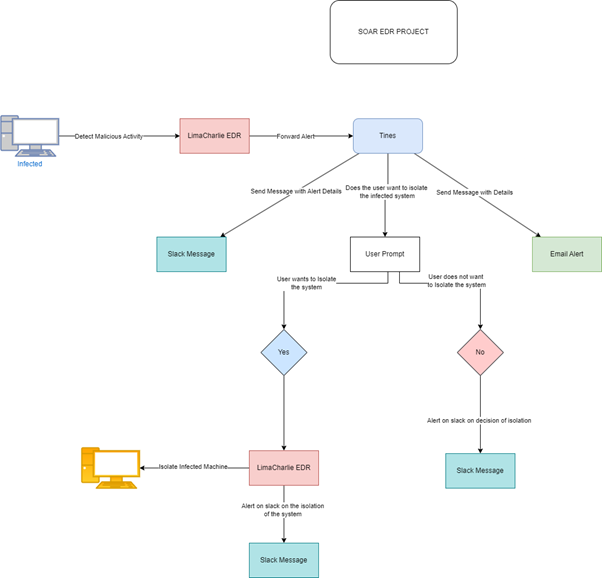 SOAR EDR PROJECT
Detect Malicious Activity
LimaCharlie EDR
Forward Alert
Tines
Infected
Send Message with Alert Details
Does the user want to isolate
the infected system
Send Message with Details
Slack Message
User Prompt
Email Alert
User wants to Isolate
the system
User does not want
to Isolate the system
Yes
No
Alert on slack on decision of isolation
Isolate Infected Machine
LimaCharlie EDR
Slack Message
Alert on slack on the isolation
of the system
Slack Message